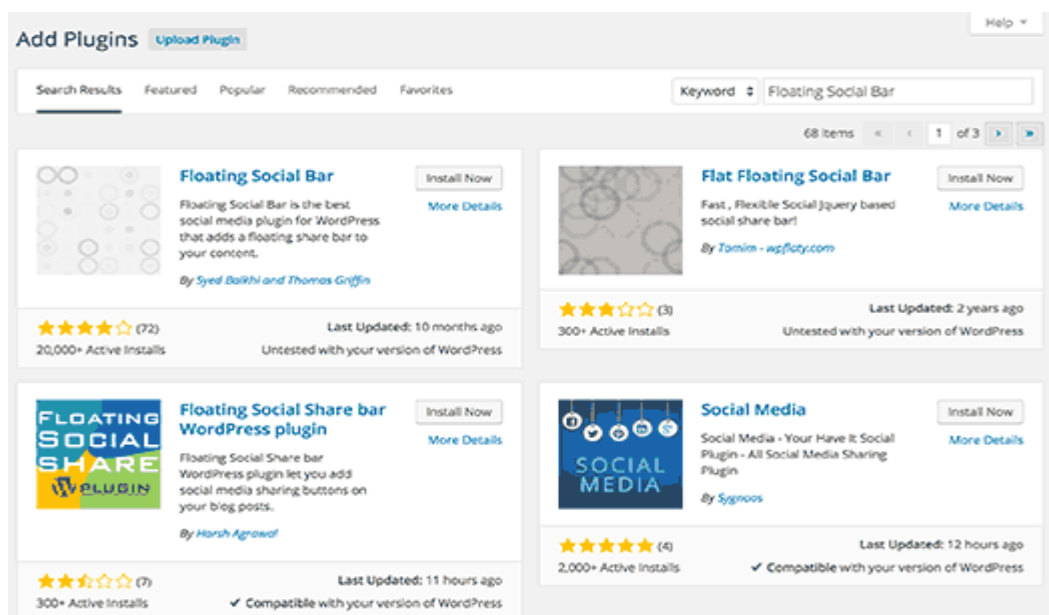 Help
Add Plugins Upload Plugin
Search Results Featured Popular Recommended Favorites Keyword Floating Social Bar
68 items « ‹ 1 of 3 › »
Floating Social Bar
Install Now
More Details
Floating Social Bar is the best
social media plugin for WordPress
that adds a floating share bar to
your content.
By Syed Balkhi and Thomas Griffin
(72)
Last Updated: 10 months ago
20,000+ Active Installs
Untested with your version of WordPress
Flat Floating Social Bar
Install Now
More Details
Fast , Flexible Social Jquery based
social share bar!
By Tamim - wpflaty.com
(3)
Last Updated: 2 years ago
300+ Active Installs
Untested with your version of WordPress
FLOATING
SOCIAL
SHARE
PLUGIN
Floating Social Share bar
WordPress plugin
Install Now
More Details
Floating Social Share bar
WordPress plugin let you add
social media sharing buttons on
your blog posts.
By Harsh Agrawal
(7)
Last Updated: 11 hours ago
300+ Active Installs
✓ Compatible with your version of WordPress
SOCIAL
MEDIA
Social Media
Install Now
More Details
Social Media - Your Have It Social
Plugin - All Social Media Sharing
Plugin
By Sygnoos
(4)
Last Updated: 12 hours ago
2,000+ Active Installs
✓ Compatible with your version of WordPress